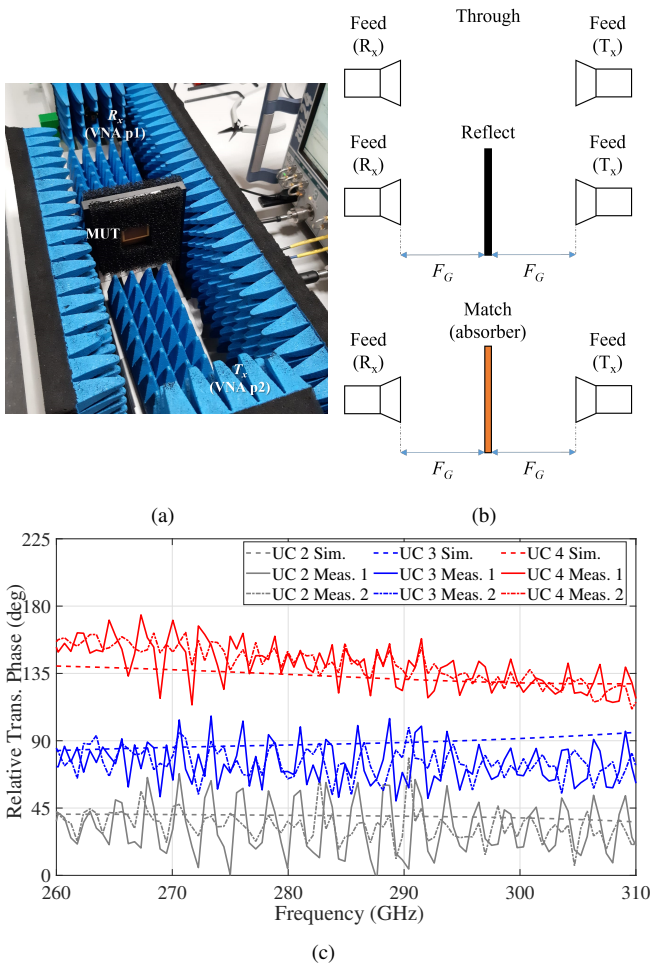 Through
Feed
(Rx)
Feed
(Tx)
Rx
(VNA p1)
MUT
Tx
(VNA p2)
Reflect
Feed
(Rx)
Feed
(Tx)
FG
FG
Match
(absorber)
Feed
(Rx)
Feed
(Tx)
FG
FG
(a)
(b)
Relative Trans. Phase (deg)
225
180
135
90
45
0
UC 2 Sim.
UC 3 Sim.
UC 4 Sim.
UC 2 Meas. 1
UC 3 Meas. 1
UC 4 Meas. 1
UC 2 Meas. 2
UC 3 Meas. 2
UC 4 Meas. 2
260
270
280
290
300
310
Frequency (GHz)
(c)